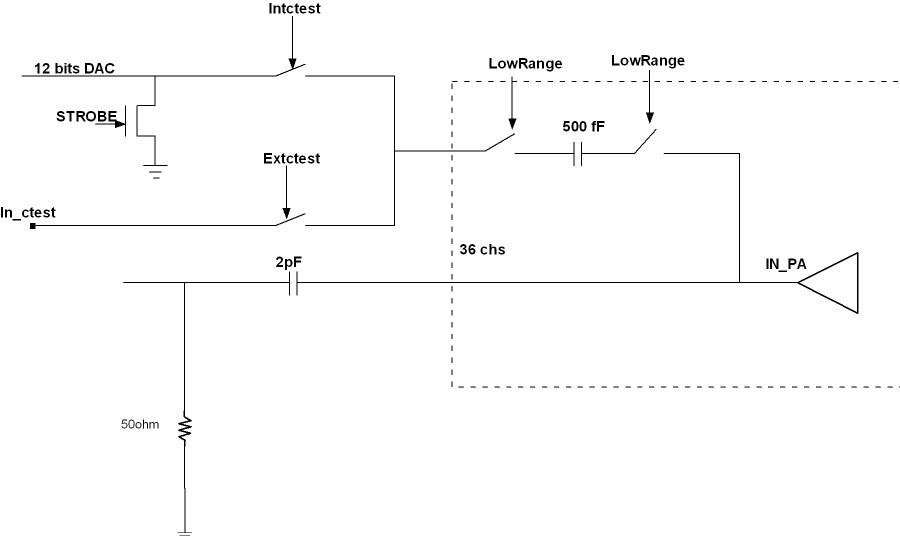 Intctest
12 bits DAC
LowRange
LowRange
STROBE
500 fF
Extctest
In_ctest
36 chs
2pF
IN_PA
50ohm